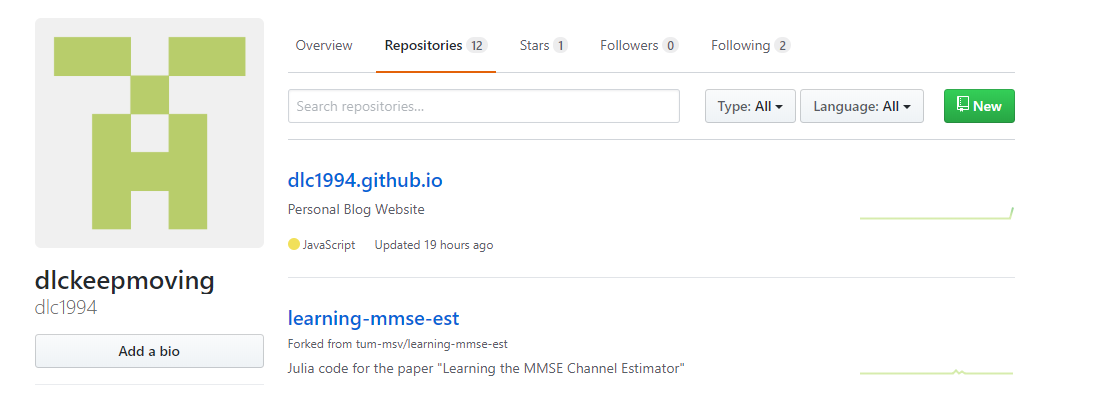 Overview Repositories 12 Stars 1 Followers 0 Following 2
Search repositories... Type: All Language: All New
dlc1994.github.io
Personal Blog Website
JavaScript Updated 19 hours ago
dlckeepmoving
dlc1994
Add a bio
learning-mmse-est
Forked from tum-msv/learning-mmse-est
Julia code for the paper "Learning the MMSE Channel Estimator"